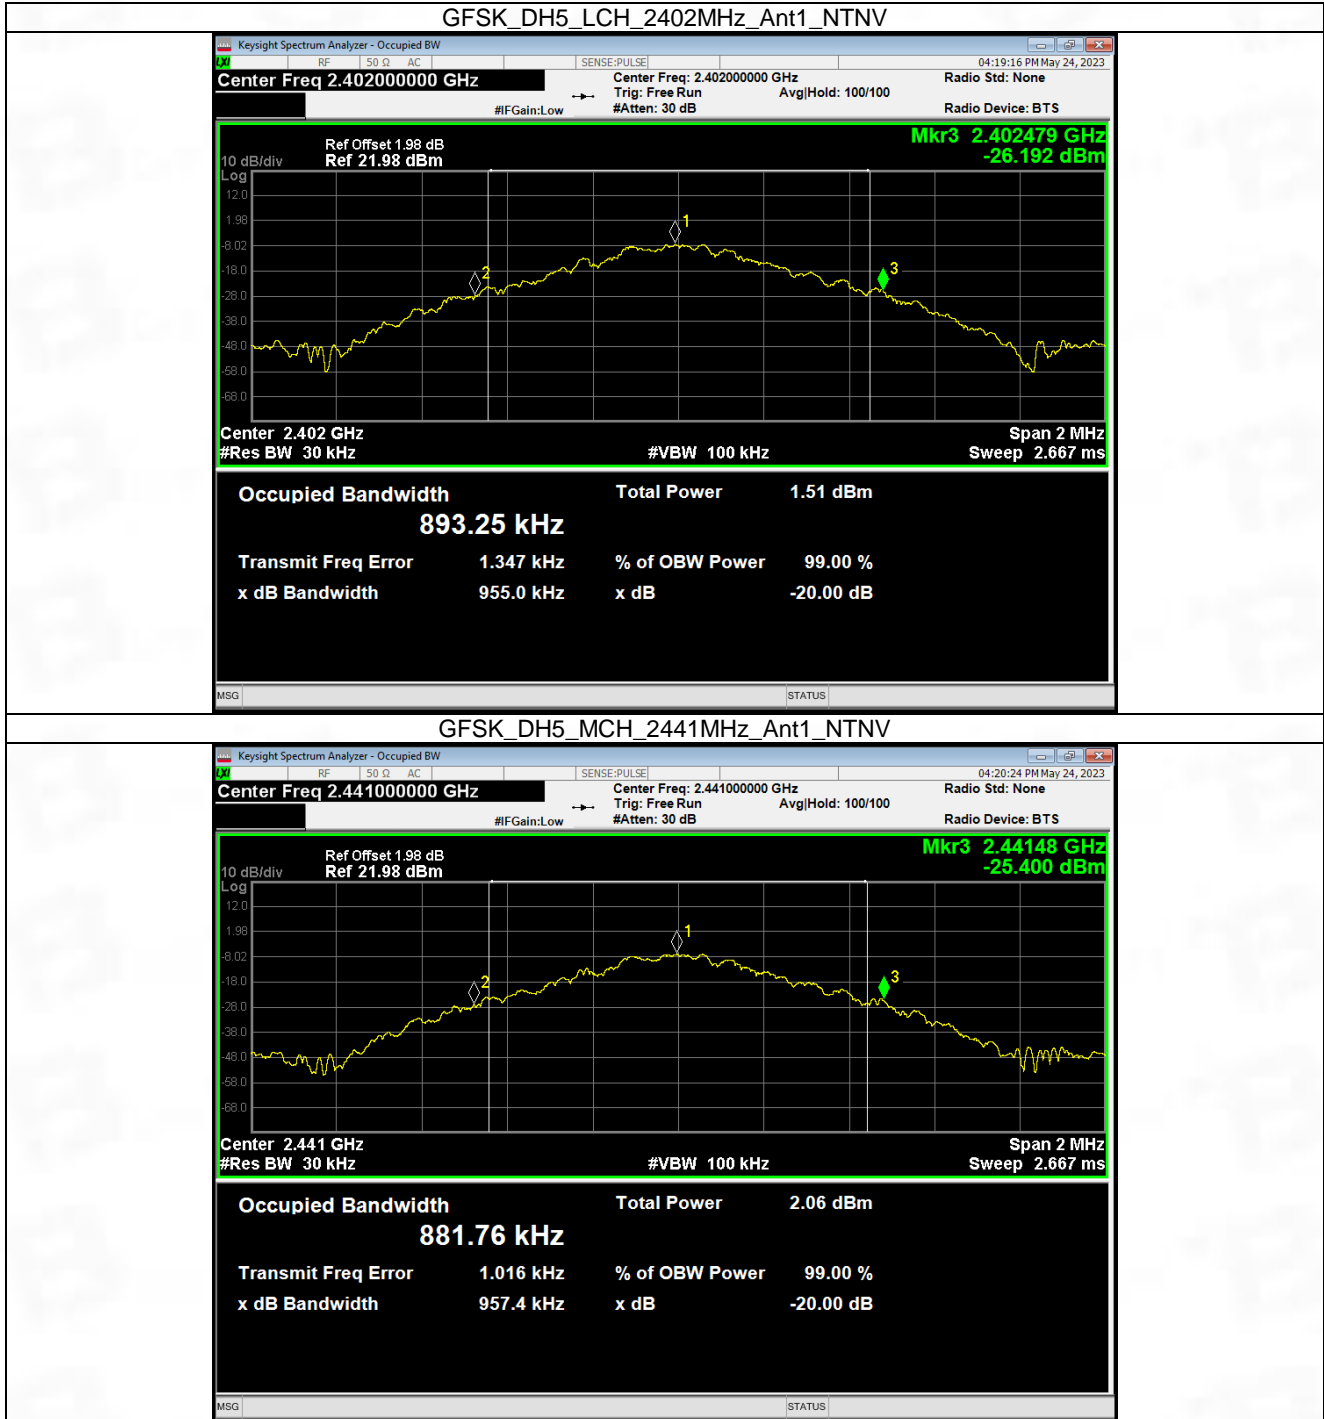 GFSK_DH5_LCH_2402MHz_Ant1_NTNV
Keysight Spectrum Analyzer - Occupied BW
LXI RF 50 Ω AC SENSE:PULSE 04:19:16 PM May 24, 2023
Center Freq 2.402000000 GHz Center Freq: 2.402000000 GHz Radio Std: None
Trig: Free Run Avg|Hold: 100/100
#IFGain:Low #Atten: 30 dB Radio Device: BTS
Mkr3 2.402479 GHz
-26.192 dBm
Ref Offset 1.98 dB
10 dB/div Ref 21.98 dBm
Log
12.0
1.98
-8.02
-18.0
-28.0
-38.0
-48.0
-58.0
-68.0
1
2
3
Center 2.402 GHz Span 2 MHz
#Res BW 30 kHz #VBW 100 kHz Sweep 2.667 ms
Occupied Bandwidth Total Power 1.51 dBm
893.25 kHz
Transmit Freq Error 1.347 kHz % of OBW Power 99.00 %
x dB Bandwidth 955.0 kHz x dB -20.00 dB
MSG STATUS
GFSK_DH5_MCH_2441MHz_Ant1_NTNV
Keysight Spectrum Analyzer - Occupied BW
LXI RF 50 Ω AC SENSE:PULSE 04:20:24 PM May 24, 2023
Center Freq 2.441000000 GHz Center Freq: 2.441000000 GHz Radio Std: None
Trig: Free Run Avg|Hold: 100/100
#IFGain:Low #Atten: 30 dB Radio Device: BTS
Mkr3 2.44148 GHz
-25.400 dBm
Ref Offset 1.98 dB
10 dB/div Ref 21.98 dBm
Log
12.0
1.98
-8.02
-18.0
-28.0
-38.0
-48.0
-58.0
-68.0
1
2
3
Center 2.441 GHz Span 2 MHz
#Res BW 30 kHz #VBW 100 kHz Sweep 2.667 ms
Occupied Bandwidth Total Power 2.06 dBm
881.76 kHz
Transmit Freq Error 1.016 kHz % of OBW Power 99.00 %
x dB Bandwidth 957.4 kHz x dB -20.00 dB
MSG STATUS